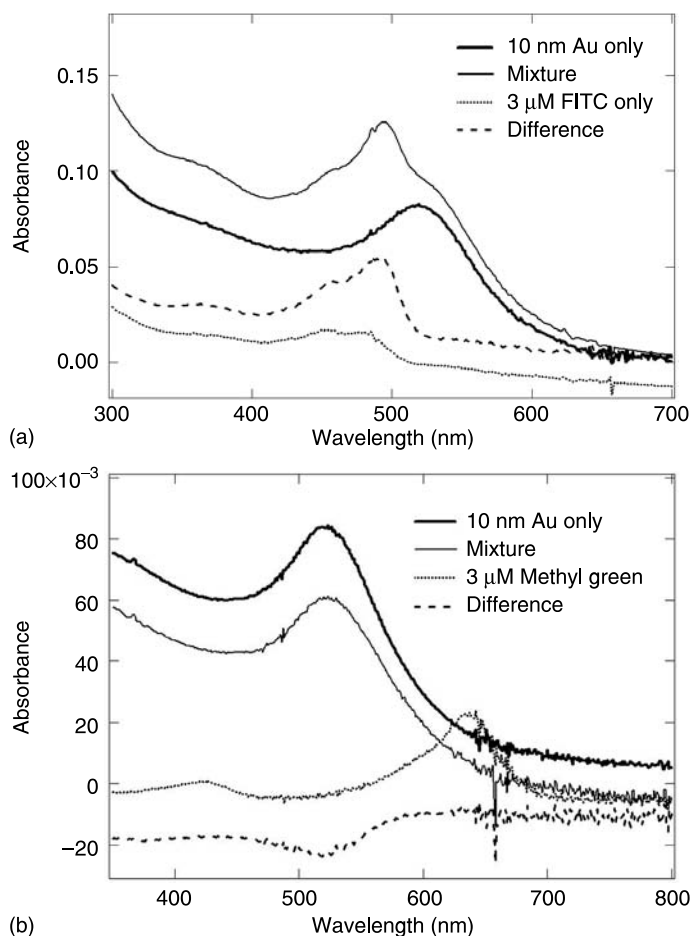 10 nm Au only
Mixture
3 μM FITC only
Difference
0.15
0.10
0.05
0.00
Absorbance
300
400
500
600
700
Wavelength (nm)
(a)
100×10⁻³
80
60
40
20
0
−20
Absorbance
10 nm Au only
Mixture
3 μM Methyl green
Difference
400
500
600
700
800
Wavelength (nm)
(b)